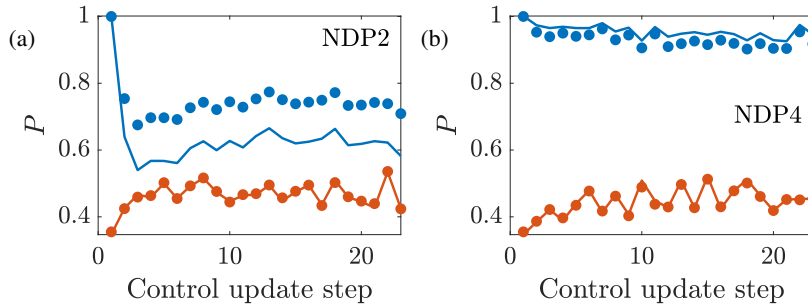 (a)
NDP2
P
1
0.8
0.6
0.4
0 10 20
Control update step
(b)
NDP4
P
1
0.8
0.6
0.4
0 10 20
Control update step